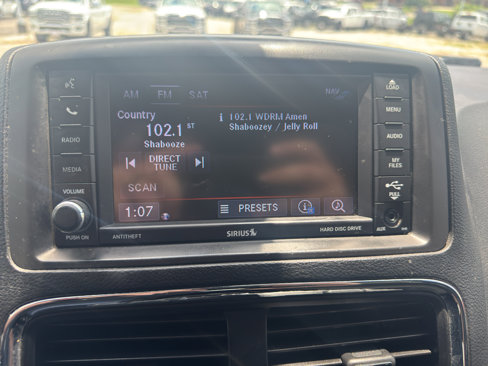 AM FM SAT NAV
Country
102.1 ST
Shabooze
i 102.1 WDRM Amen
Shaboozey / Jelly Roll
DIRECT
TUNE
SCAN
1:07
PRESETS
RADIO
MEDIA
VOLUME
PUSH ON
ANTITHEFT
SIRIUS
HARD DISC DRIVE
LOAD
MENU
AUDIO
MY
FILES
PULL
AUX